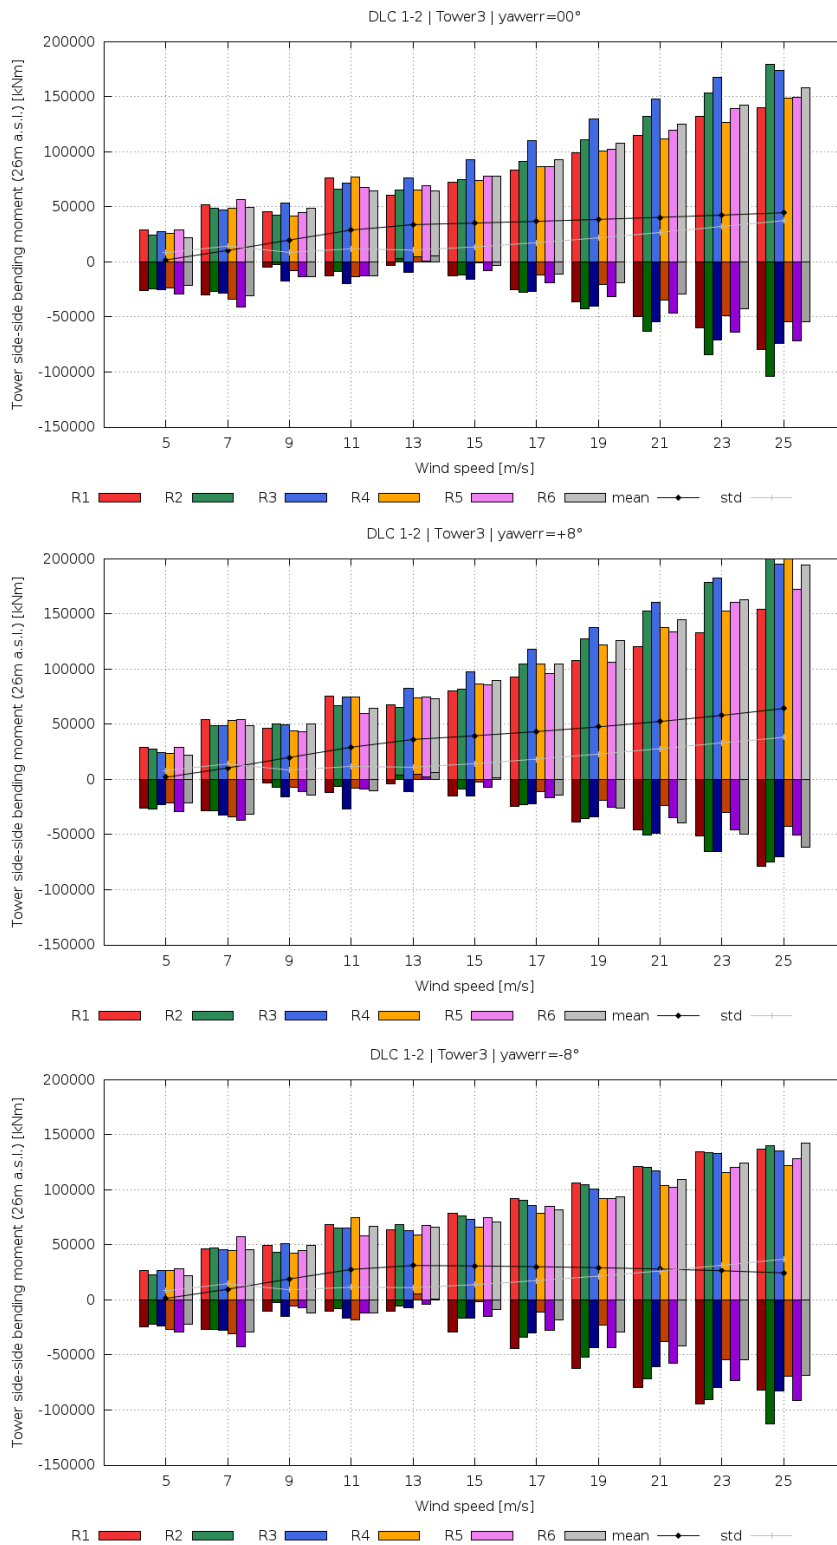 DLC 1-2 | Tower3 | yawerr=00°
Tower side-side bending moment (26m a.s.l.) [kNm]
200000
150000
100000
50000
0
-50000
-100000
-150000
5 7 9 11 13 15 17 19 21 23 25
Wind speed [m/s]
R1 R2 R3 R4 R5 R6 mean std
DLC 1-2 | Tower3 | yawerr=+8°
Tower side-side bending moment (26m a.s.l.) [kNm]
200000
150000
100000
50000
0
-50000
-100000
-150000
5 7 9 11 13 15 17 19 21 23 25
Wind speed [m/s]
R1 R2 R3 R4 R5 R6 mean std
DLC 1-2 | Tower3 | yawerr=-8°
Tower side-side bending moment (26m a.s.l.) [kNm]
200000
150000
100000
50000
0
-50000
-100000
-150000
5 7 9 11 13 15 17 19 21 23 25
Wind speed [m/s]
R1 R2 R3 R4 R5 R6 mean std